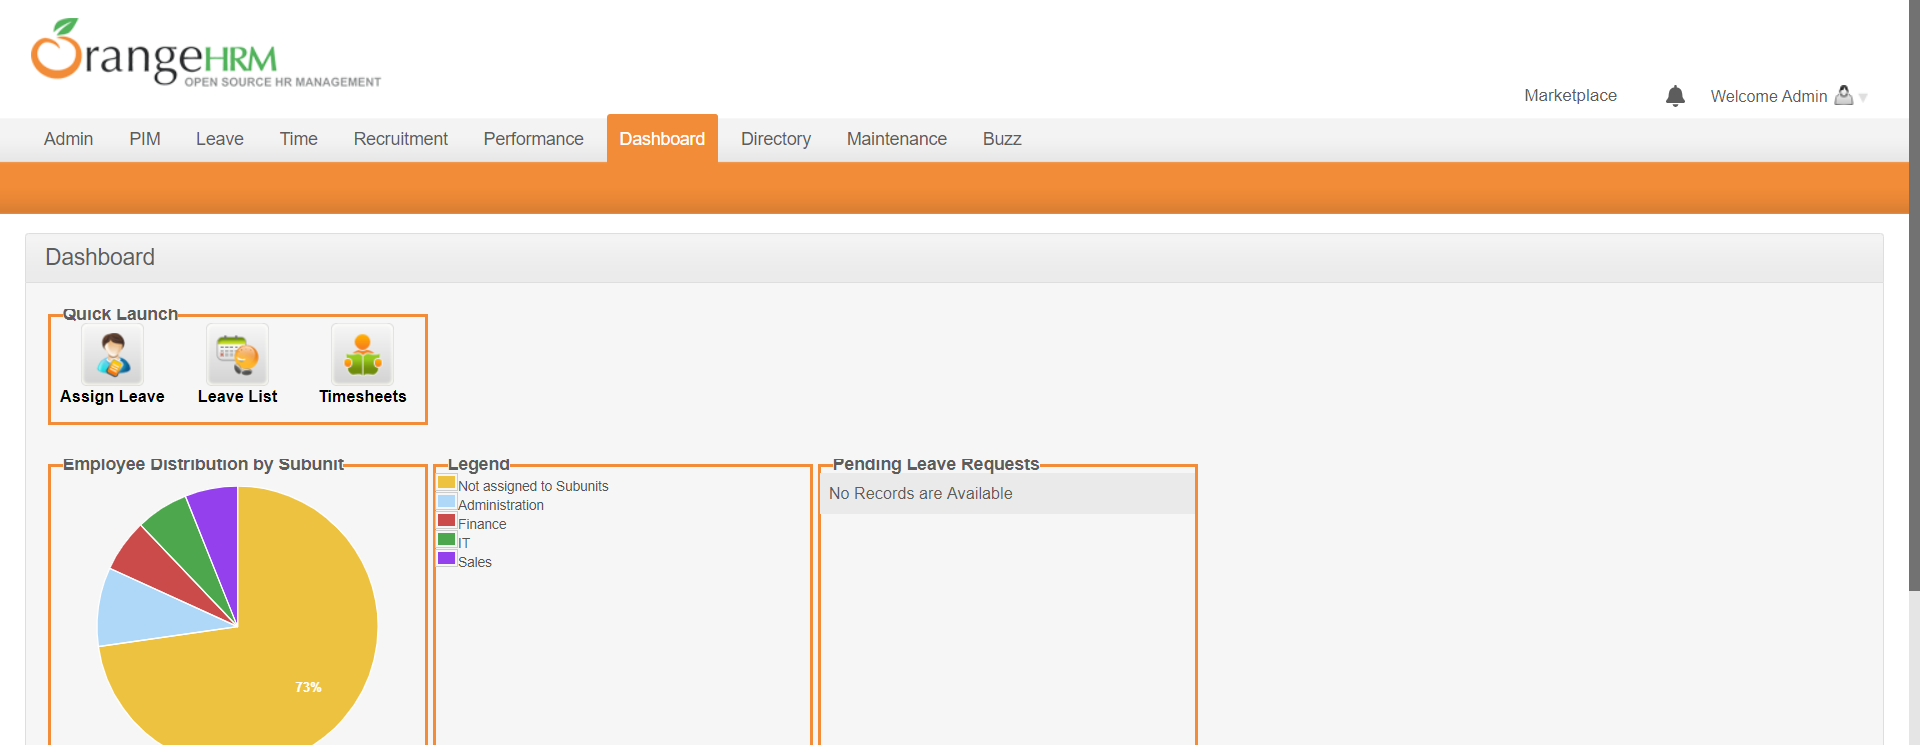 OrangeHRM
OPEN SOURCE HR MANAGEMENT
Marketplace
Welcome Admin
Admin PIM Leave Time Recruitment Performance Dashboard Directory Maintenance Buzz
Dashboard
Quick Launch
Assign Leave Leave List Timesheets
Employee Distribution by Subunit
73%
Legend
Not assigned to Subunits
Administration
Finance
IT
Sales
Pending Leave Requests
No Records are Available